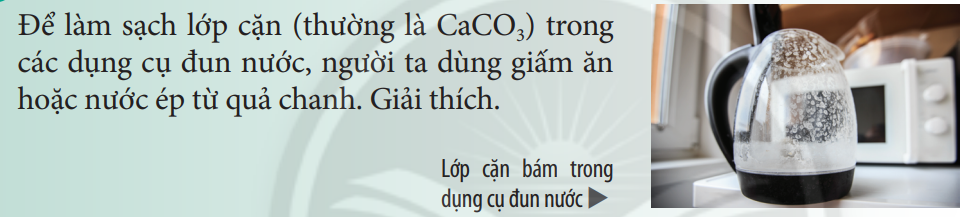 Để làm sạch lớp cặn (thường là CaCO₃) trong
các dụng cụ đun nước, người ta dùng giấm ăn
hoặc nước ép từ quả chanh. Giải thích.
Lớp cặn bám trong
dụng cụ đun nước ▶